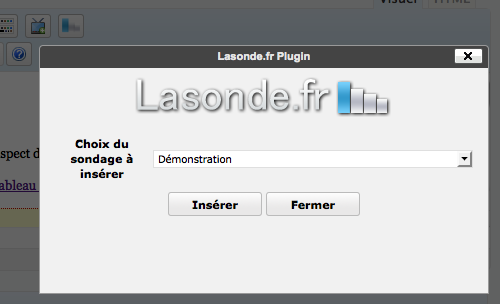 Visuel HTML
Lasonde.fr Plugin
Lasonde.fr
Choix du
sondage à
insérer
Démonstration
Insérer Fermer
spect d
ableau